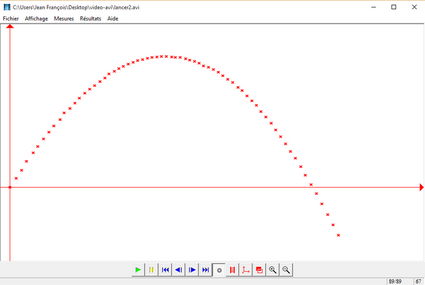 C:\Users\Jean François\Desktop\video-avi\lancer2.avi
Fichier Affichage Mesures Résultats Aide
89/89 67